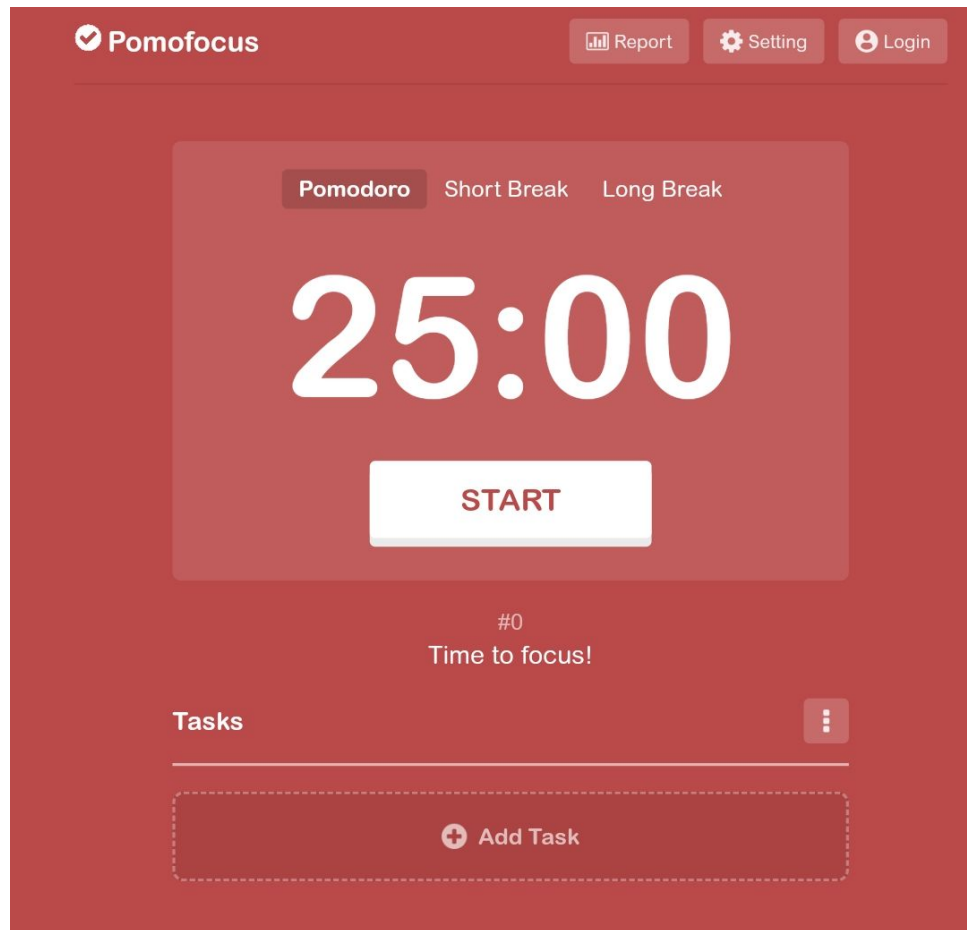 Pomofocus
Report Setting Login
Pomodoro Short Break Long Break
25:00
START
#0
Time to focus!
Tasks
Add Task